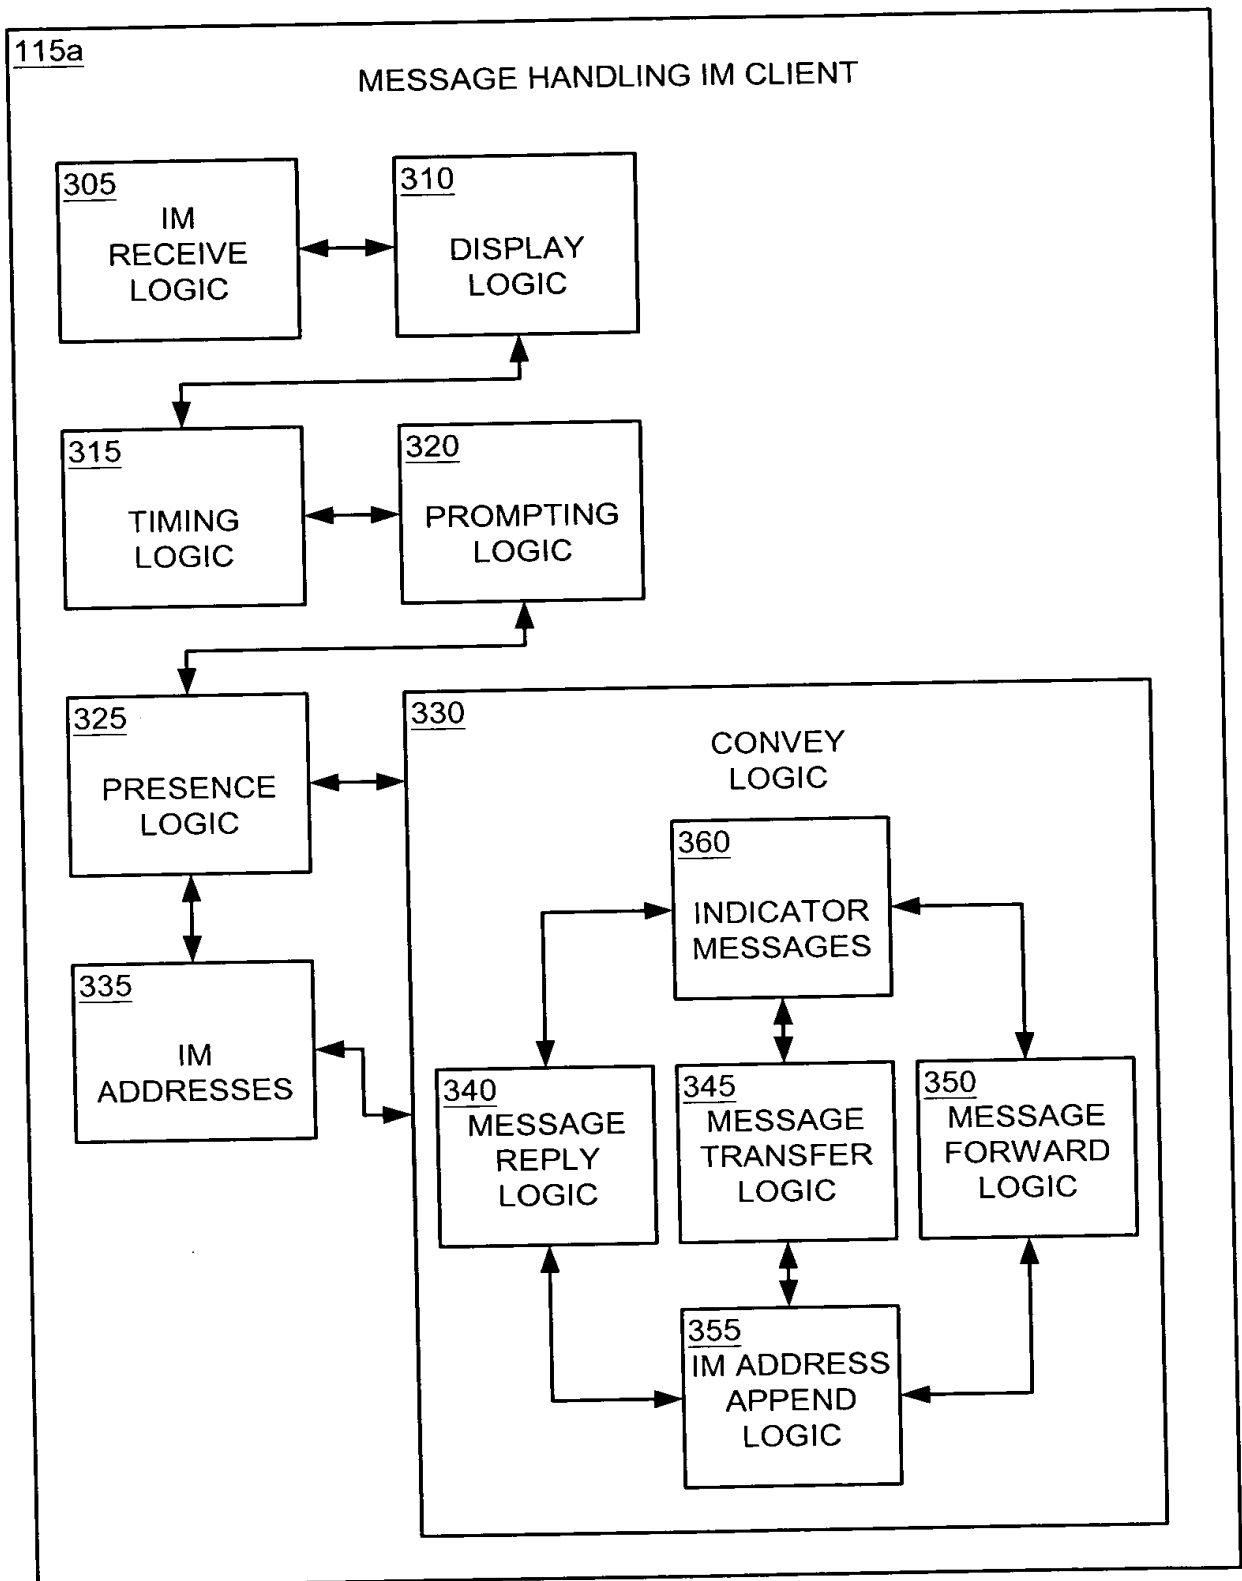 115a
MESSAGE HANDLING IM CLIENT
305
IM
RECEIVE
LOGIC
310
DISPLAY
LOGIC
315
TIMING
LOGIC
320
PROMPTING
LOGIC
325
PRESENCE
LOGIC
330
CONVEY
LOGIC
360
INDICATOR
MESSAGES
335
IM
ADDRESSES
340
MESSAGE
REPLY
LOGIC
345
MESSAGE
TRANSFER
LOGIC
350
MESSAGE
FORWARD
LOGIC
355
IM ADDRESS
APPEND
LOGIC